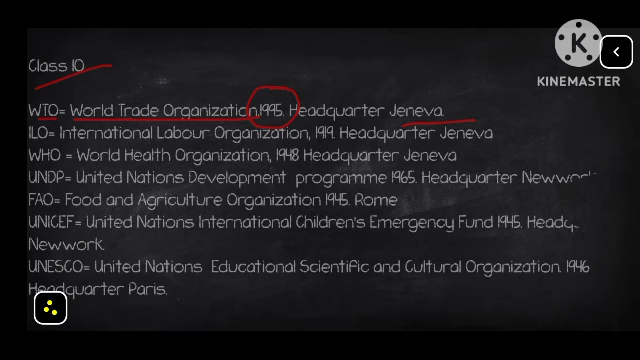 Class 10
WTO= World Trade Organization,1995. Headquarter Jeneva.
ILO= International Labour Organization, 1919. Headquarter Jeneva
WHO = World Health Organization, 1948 Headquarter Jeneva
UNDP= United Nations Development programme 1965. Headquarter
FAO= Food and Agriculture Organization 1945. Rome
UNICEF= United Nations International Children's Emergency Fund 1945.
Newwork.
UNESCO= United Nations Educational Scientific and Cultural Organization. 1946
Headquarter Paris.
K
KINEMASTER